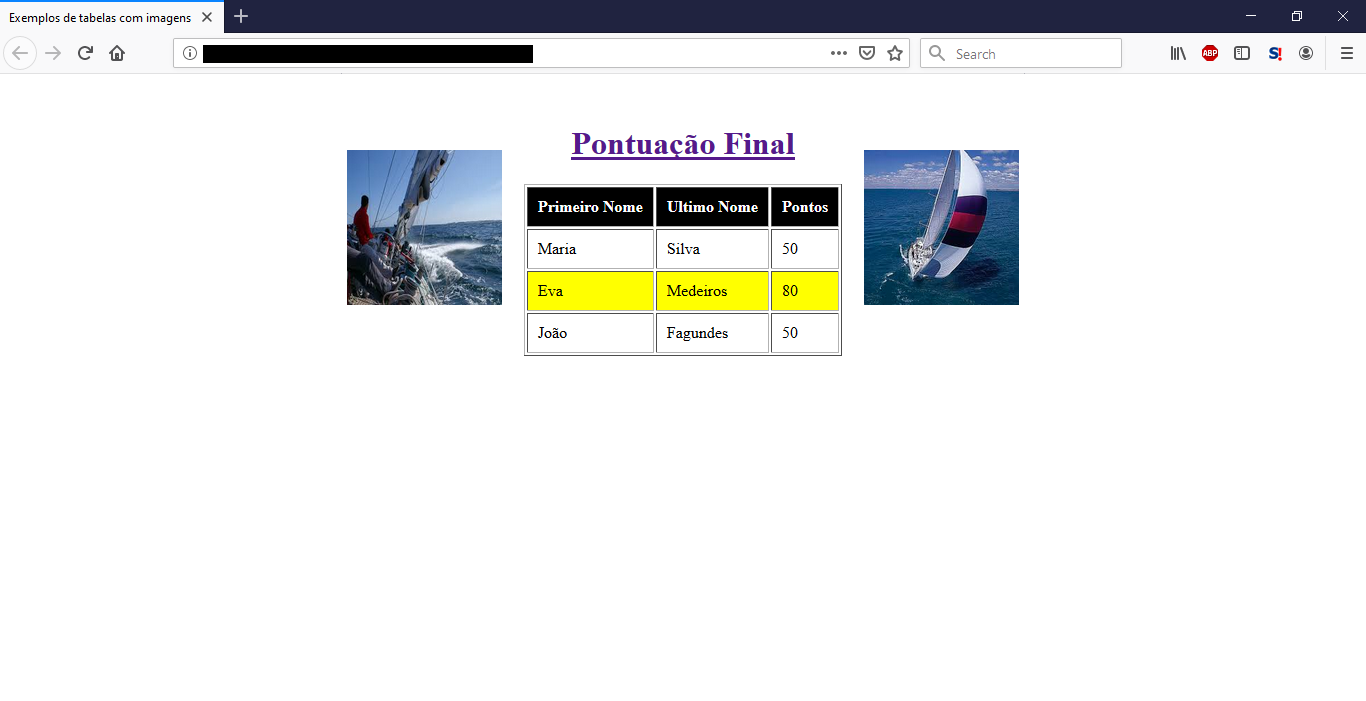 Exemplos de tabelas com imagens
Search
ABP
S!
Pontuação Final
Primeiro Nome Ultimo Nome Pontos
Maria Silva 50
Eva Medeiros 80
João Fagundes 50